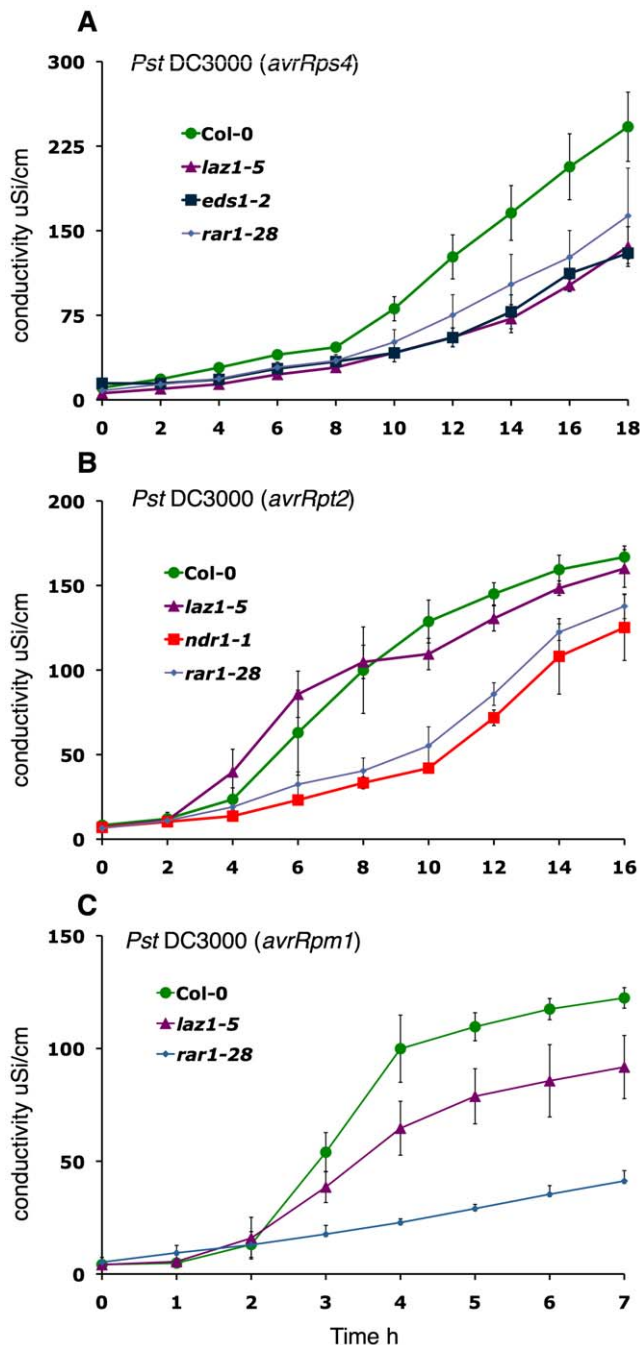 A
Pst DC3000 (avrRps4)
300
225
150
75
0
conductivity uSi/cm
Col-0
laz1-5
eds1-2
rar1-28
0 2 4 6 8 10 12 14 16 18
B
Pst DC3000 (avrRpt2)
200
150
100
50
0
conductivity uSi/cm
Col-0
laz1-5
ndr1-1
rar1-28
0 2 4 6 8 10 12 14 16
C
Pst DC3000 (avrRpm1)
150
100
50
0
conductivity uSi/cm
Col-0
laz1-5
rar1-28
0 1 2 3 4 5 6 7
Time h